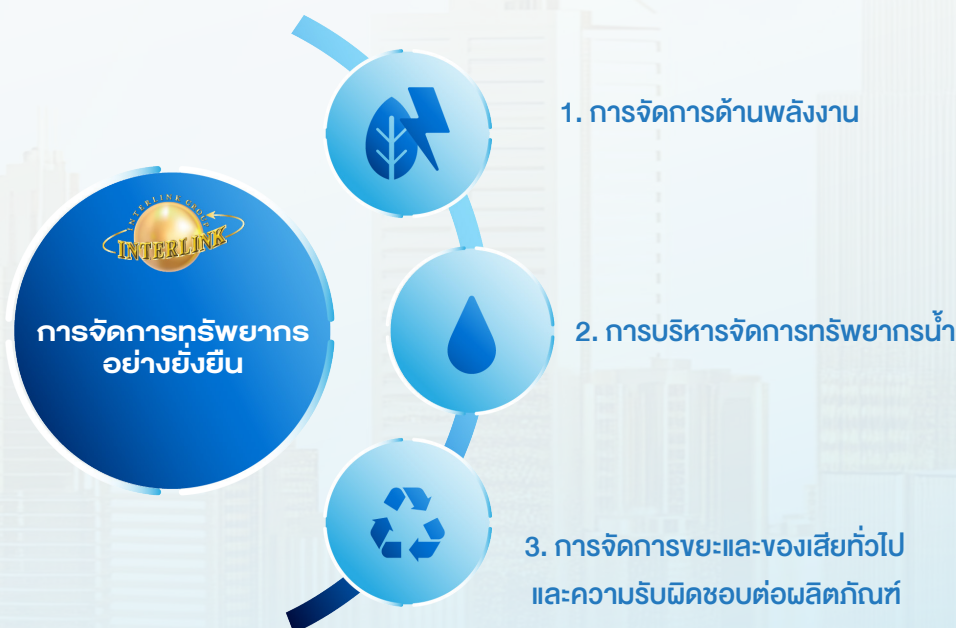 INTERLINK GROUP
INTERLINK
การจัดการทรัพยากร
อย่างยั่งยืน
1. การจัดการด้านพลังงาน
2. การบริหารจัดการทรัพยากรน้ำ
3. การจัดการขยะและของเสียทั่วไป
และความรับผิดชอบต่อผลิตภัณฑ์